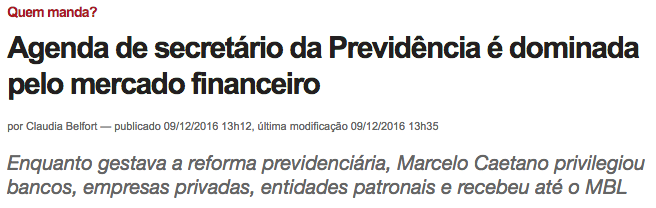 Quem manda?
Agenda de secretário da Previdência é dominada
pelo mercado financeiro
por Claudia Belfort — publicado 09/12/2016 13h12, última modificação 09/12/2016 13h35
Enquanto gestava a reforma previdenciária, Marcelo Caetano privilegiou
bancos, empresas privadas, entidades patronais e recebeu até o MBL